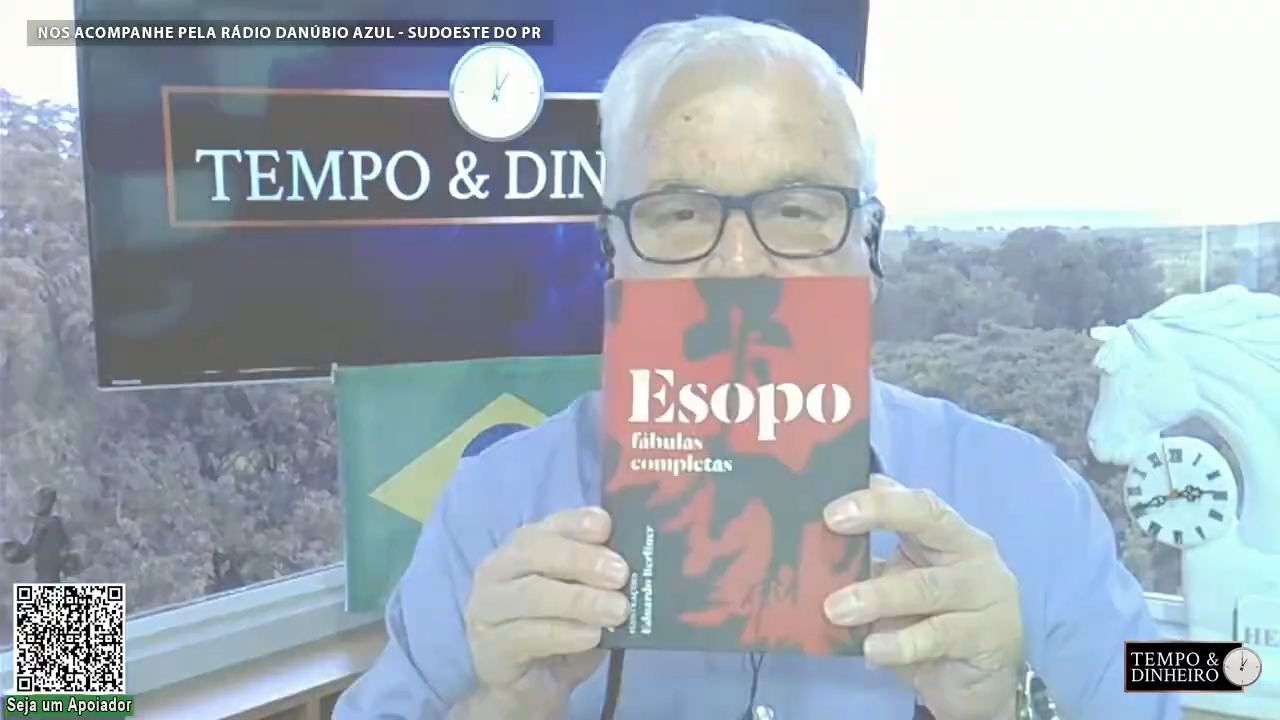 NOS ACOMPANHE PELA RÁDIO DANÚBIO AZUL - SUDOESTE DO PR
TEMPO & DIN
Esopo
fábulas
completas
Eduardo Berliner
HE
Seja um Apoiador
TEMPO &
DINHEIRO